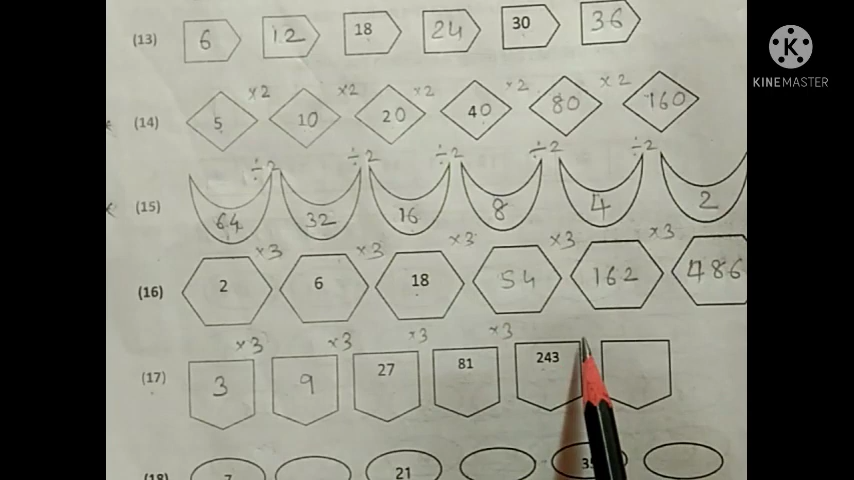 (13) 6 12 18 24 30 36
K
KINEMASTER
×2 ×2 ×2 ×2 ×2
(14) 5 10 20 40 80 160
÷2 ÷2 ÷2 ÷2 ÷2
(15) 64 32 16 8 4 2
×3 ×3 ×3 ×3 ×3
(16) 2 6 18 54 162 486
×3 ×3 ×3 ×3
(17) 3 9 27 81 243
(18) 7 21